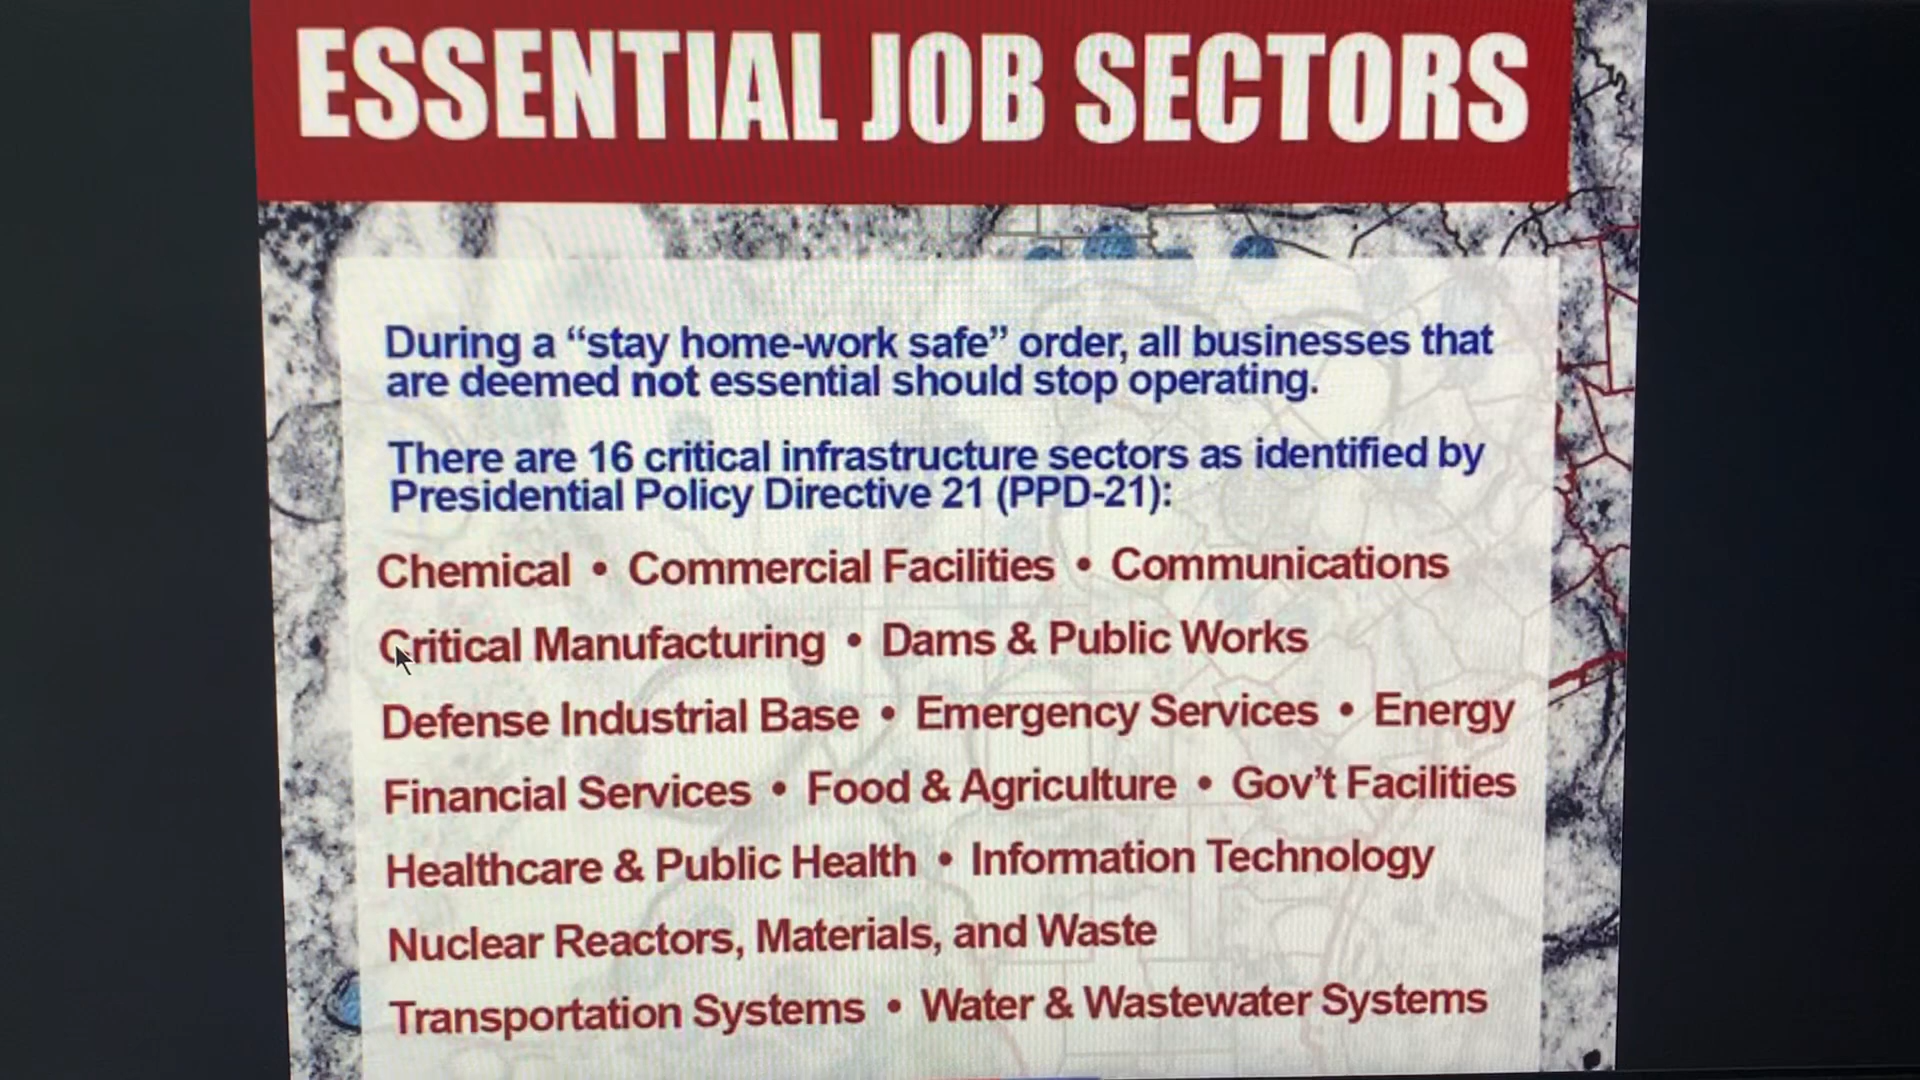 ESSENTIAL JOB SECTORS
During a “stay home-work safe” order, all businesses that
are deemed not essential should stop operating.
There are 16 critical infrastructure sectors as identified by
Presidential Policy Directive 21 (PPD-21):
Chemical • Commercial Facilities • Communications
Critical Manufacturing • Dams & Public Works
Defense Industrial Base • Emergency Services • Energy
Financial Services • Food & Agriculture • Gov’t Facilities
Healthcare & Public Health • Information Technology
Nuclear Reactors, Materials, and Waste
Transportation Systems • Water & Wastewater Systems